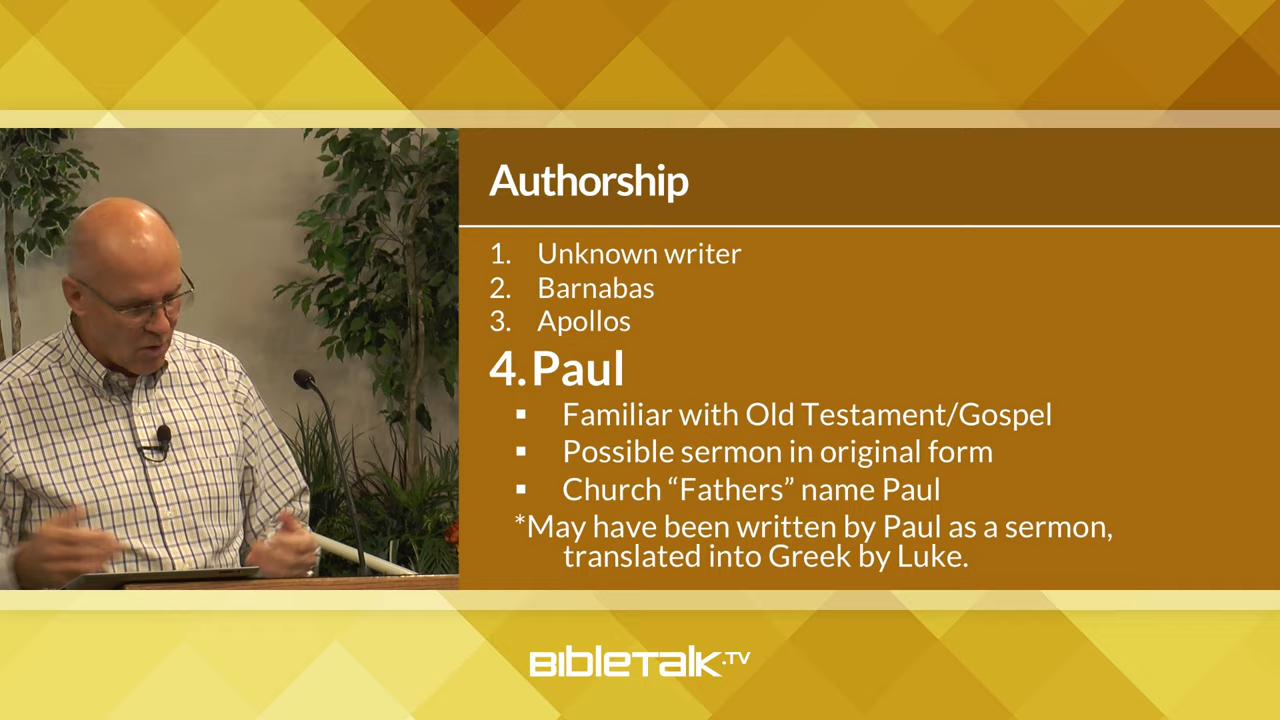 Authorship
1. Unknown writer
2. Barnabas
3. Apollos
4. Paul
▪ Familiar with Old Testament/Gospel
▪ Possible sermon in original form
▪ Church “Fathers” name Paul
*May have been written by Paul as a sermon,
translated into Greek by Luke.
BIBLETALK.TV